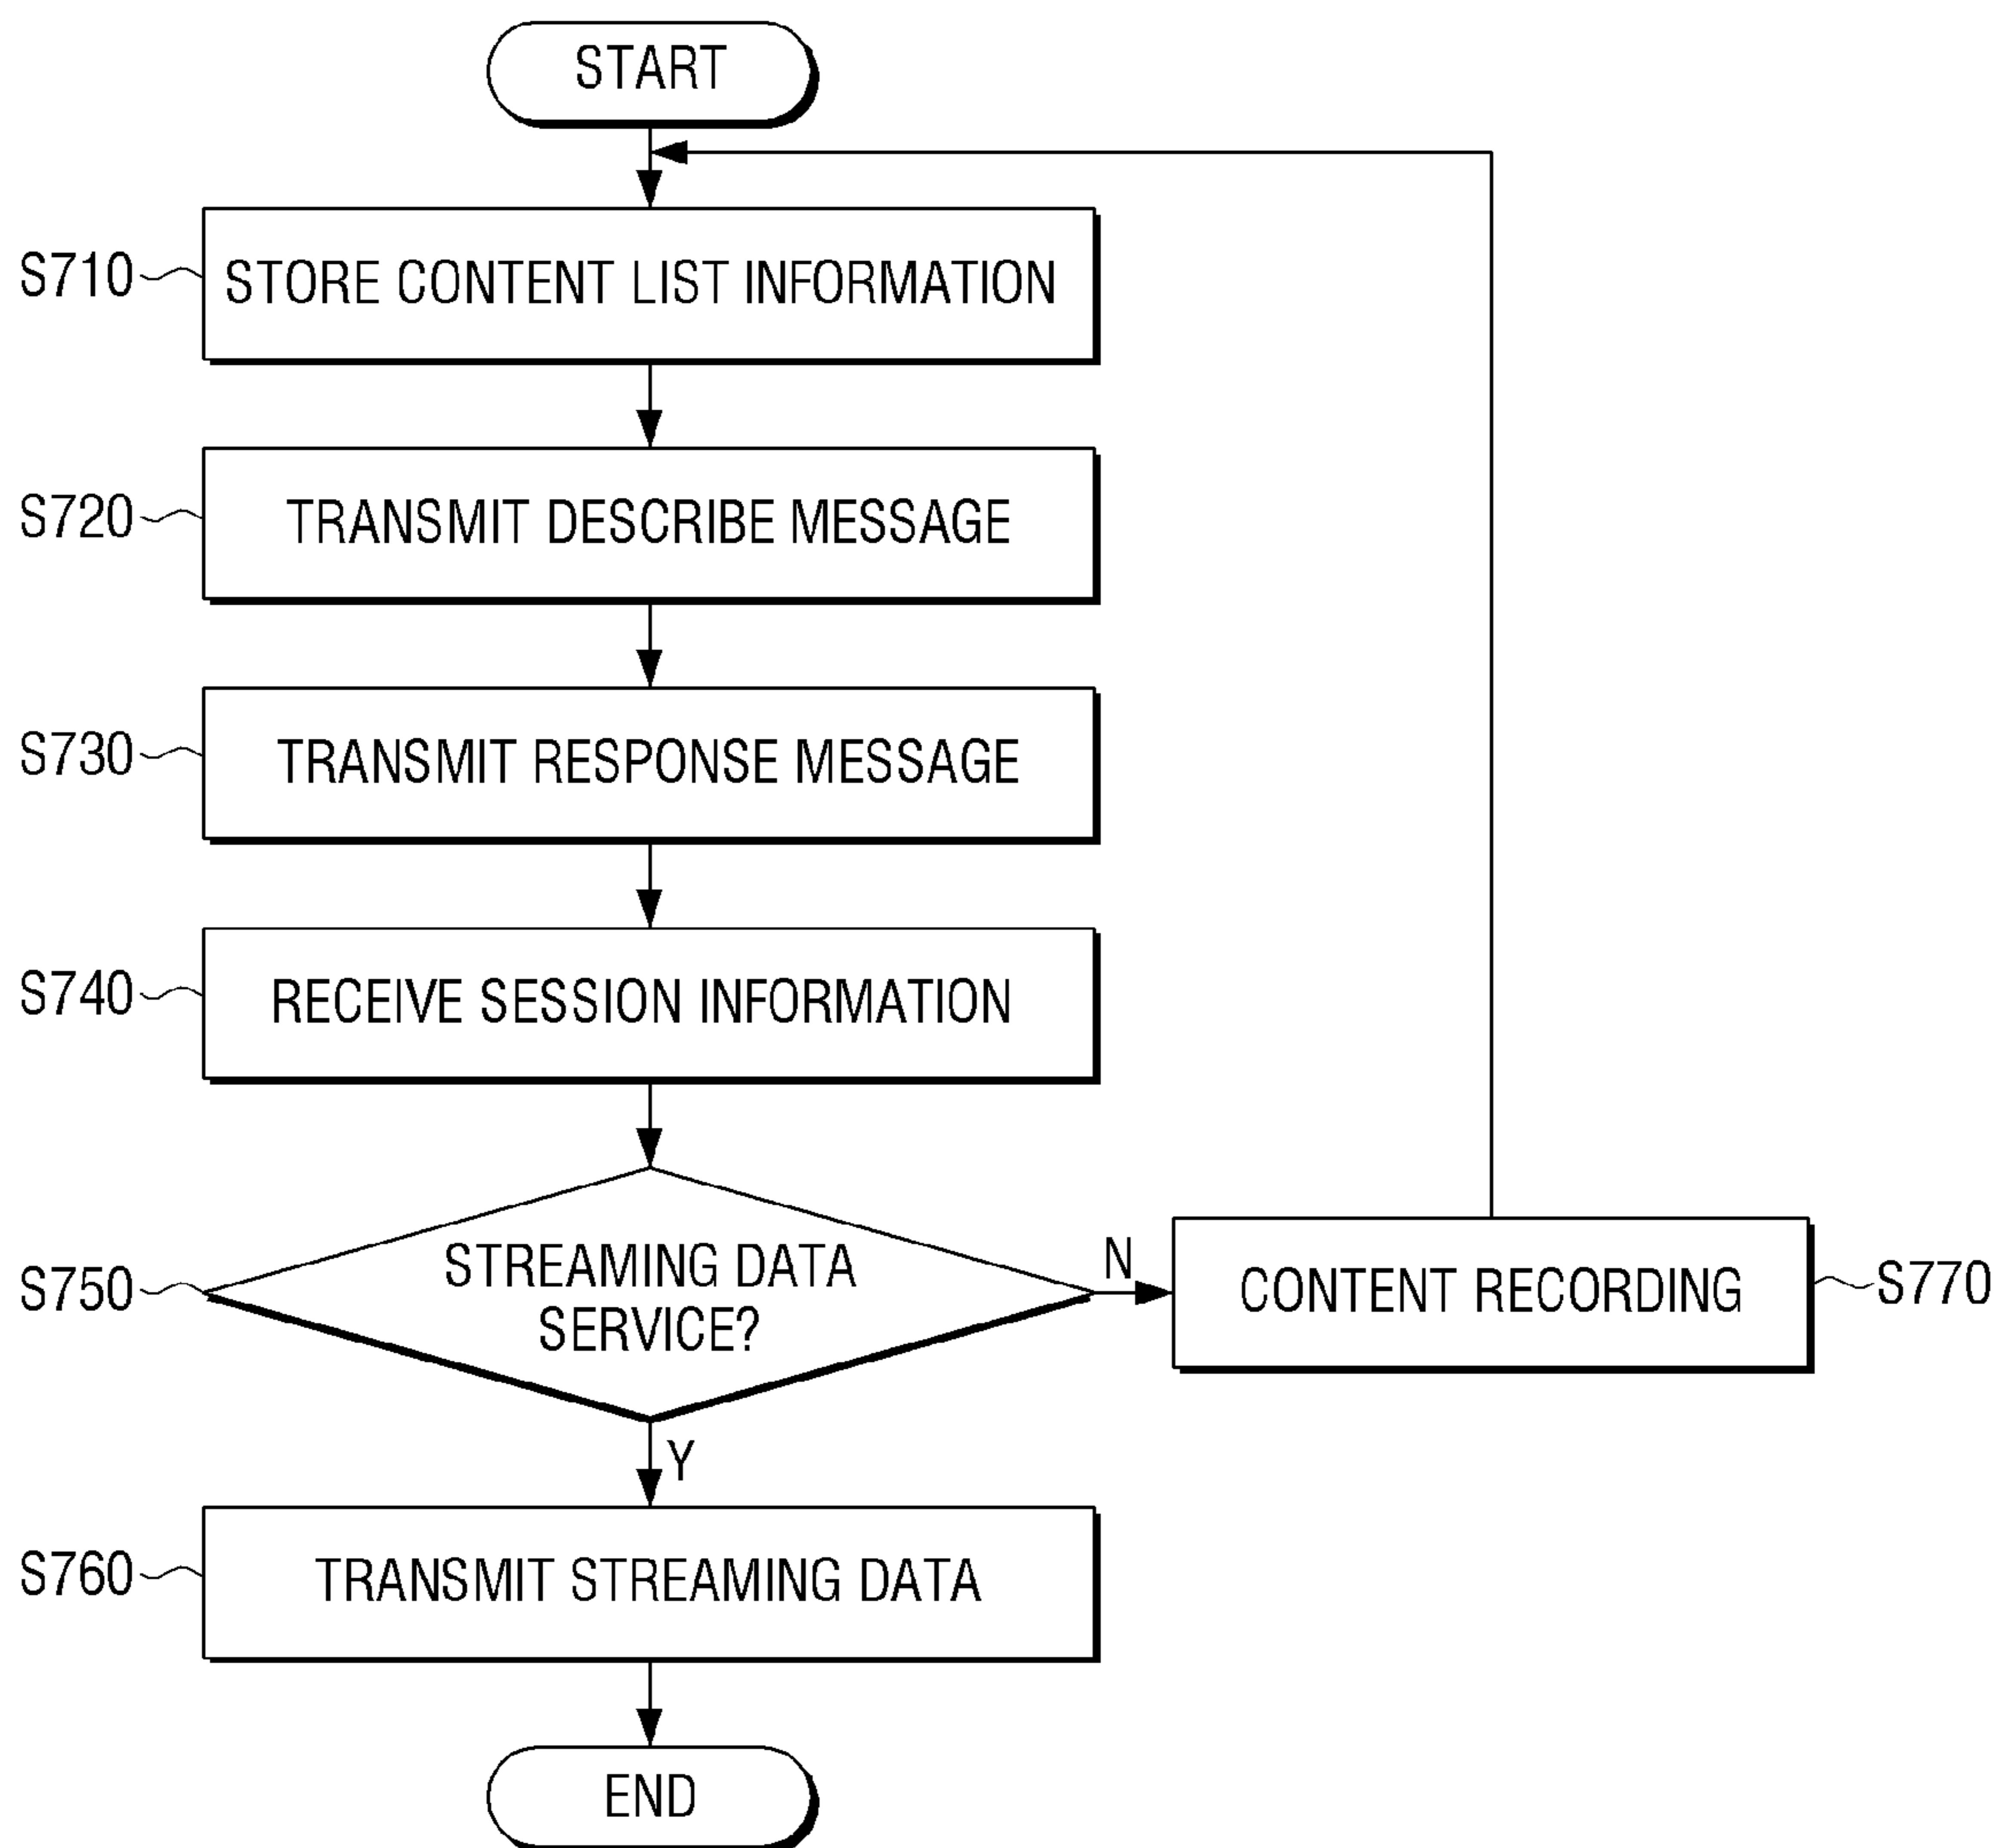 START
S710
STORE CONTENT LIST INFORMATION
S720
TRANSMIT DESCRIBE MESSAGE
S730
TRANSMIT RESPONSE MESSAGE
S740
RECEIVE SESSION INFORMATION
S750
STREAMING DATA
SERVICE?
N
CONTENT RECORDING
S770
Y
S760
TRANSMIT STREAMING DATA
END